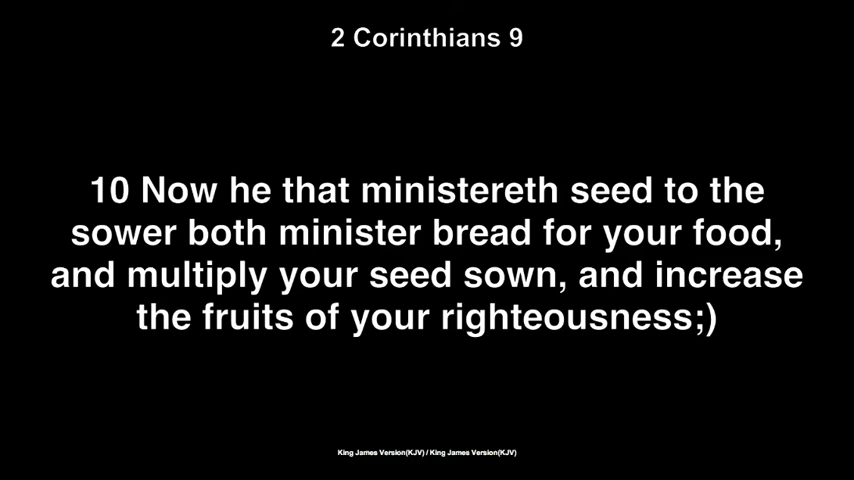 2 Corinthians 9
10 Now he that ministereth seed to the
sower both minister bread for your food,
and multiply your seed sown, and increase
the fruits of your righteousness;)
King James Version(KJV) / King James Version(KJV)